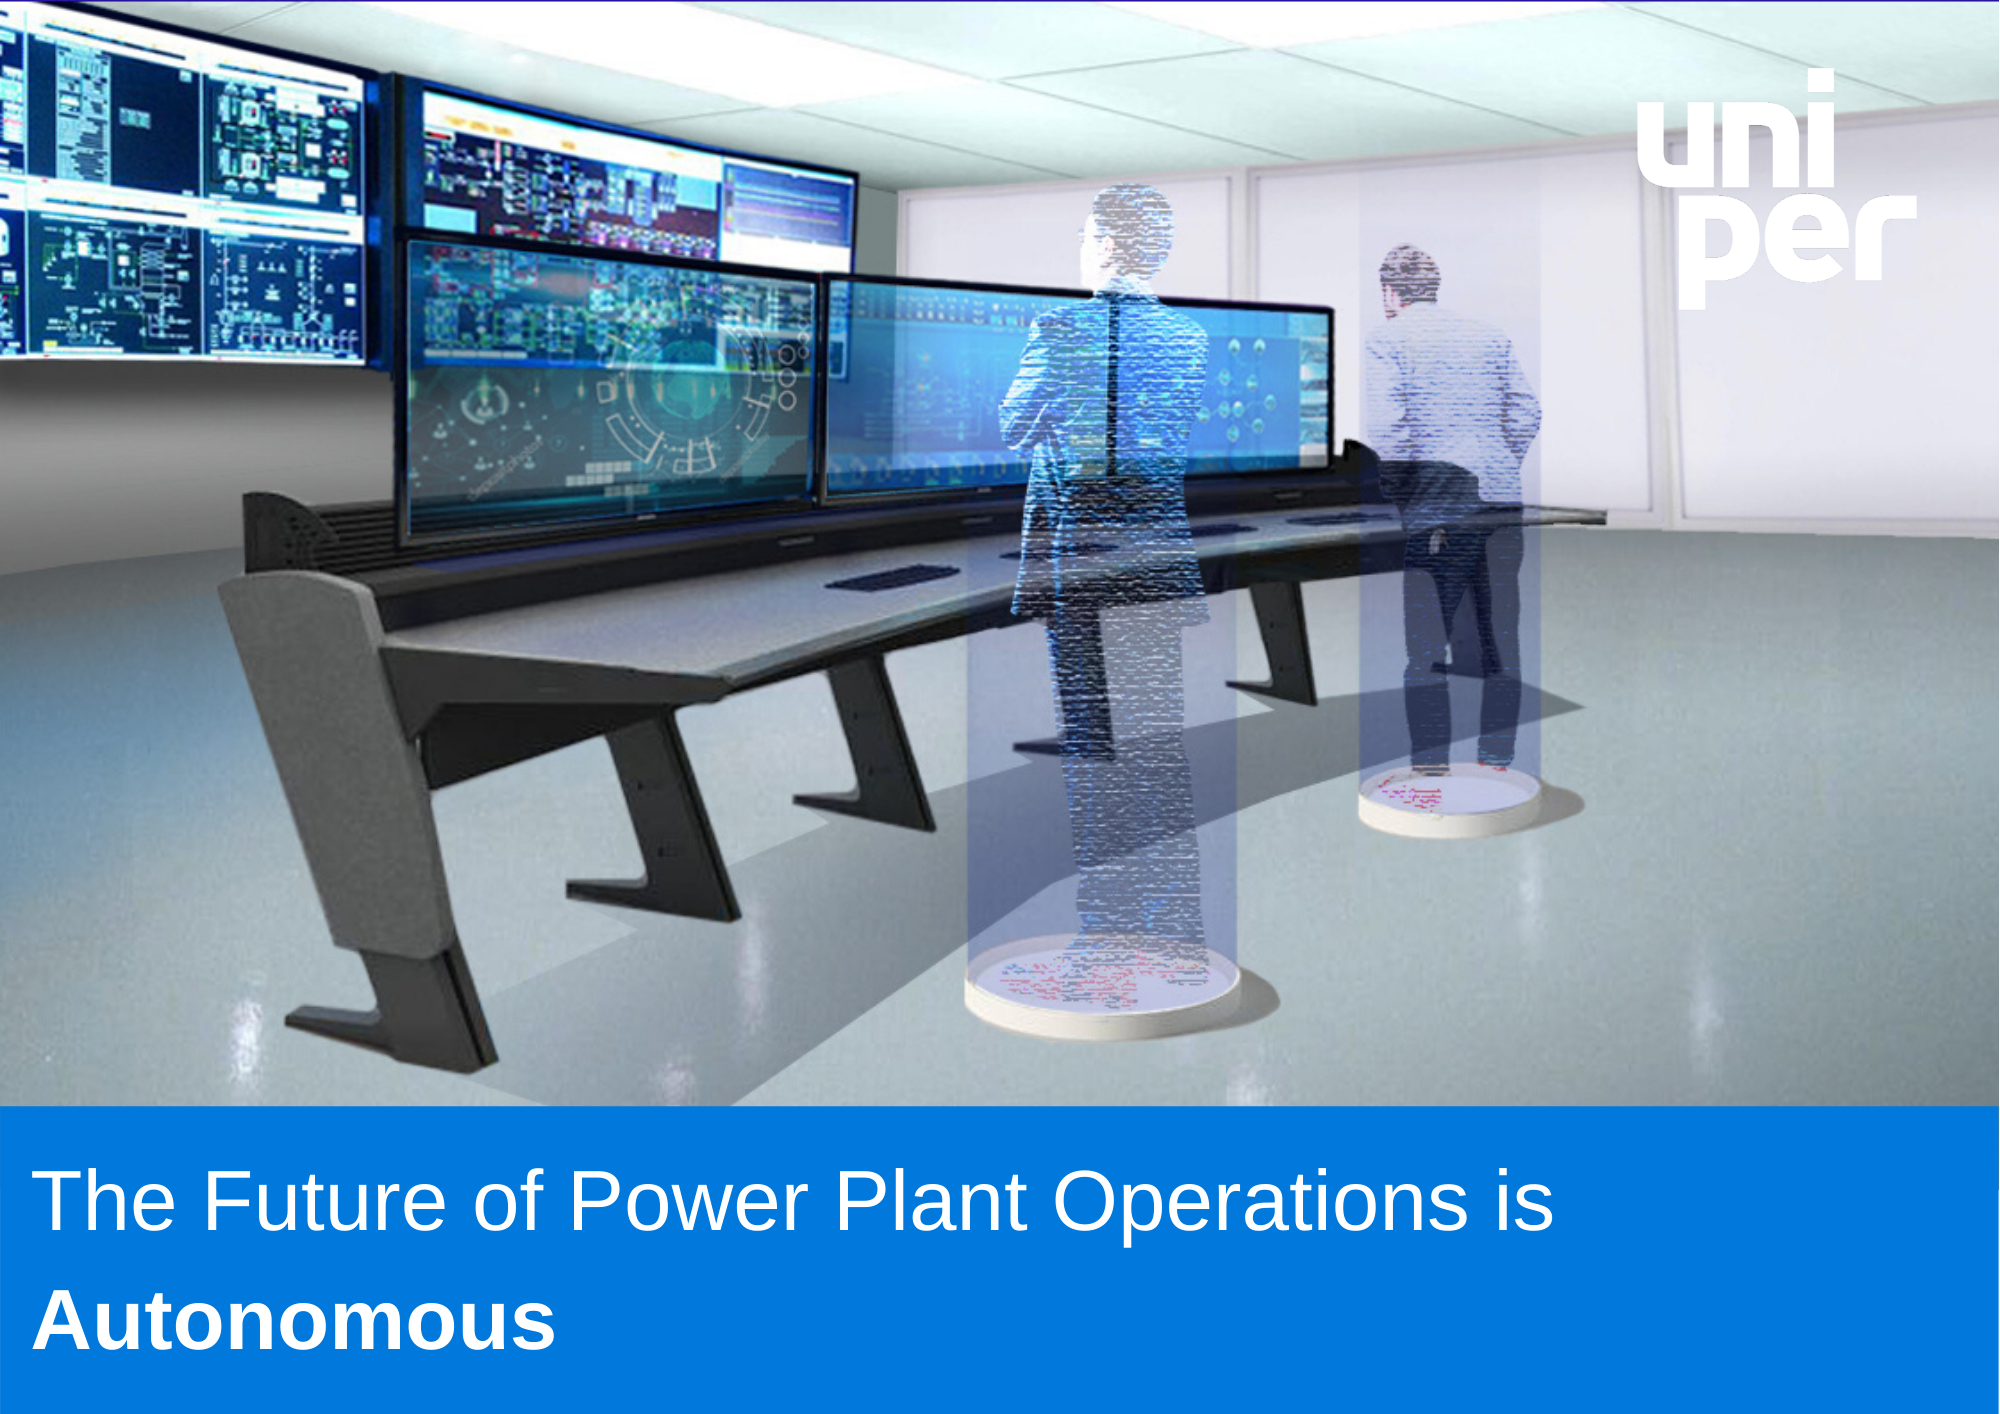 uni
per
The Future of Power Plant Operations is
Autonomous